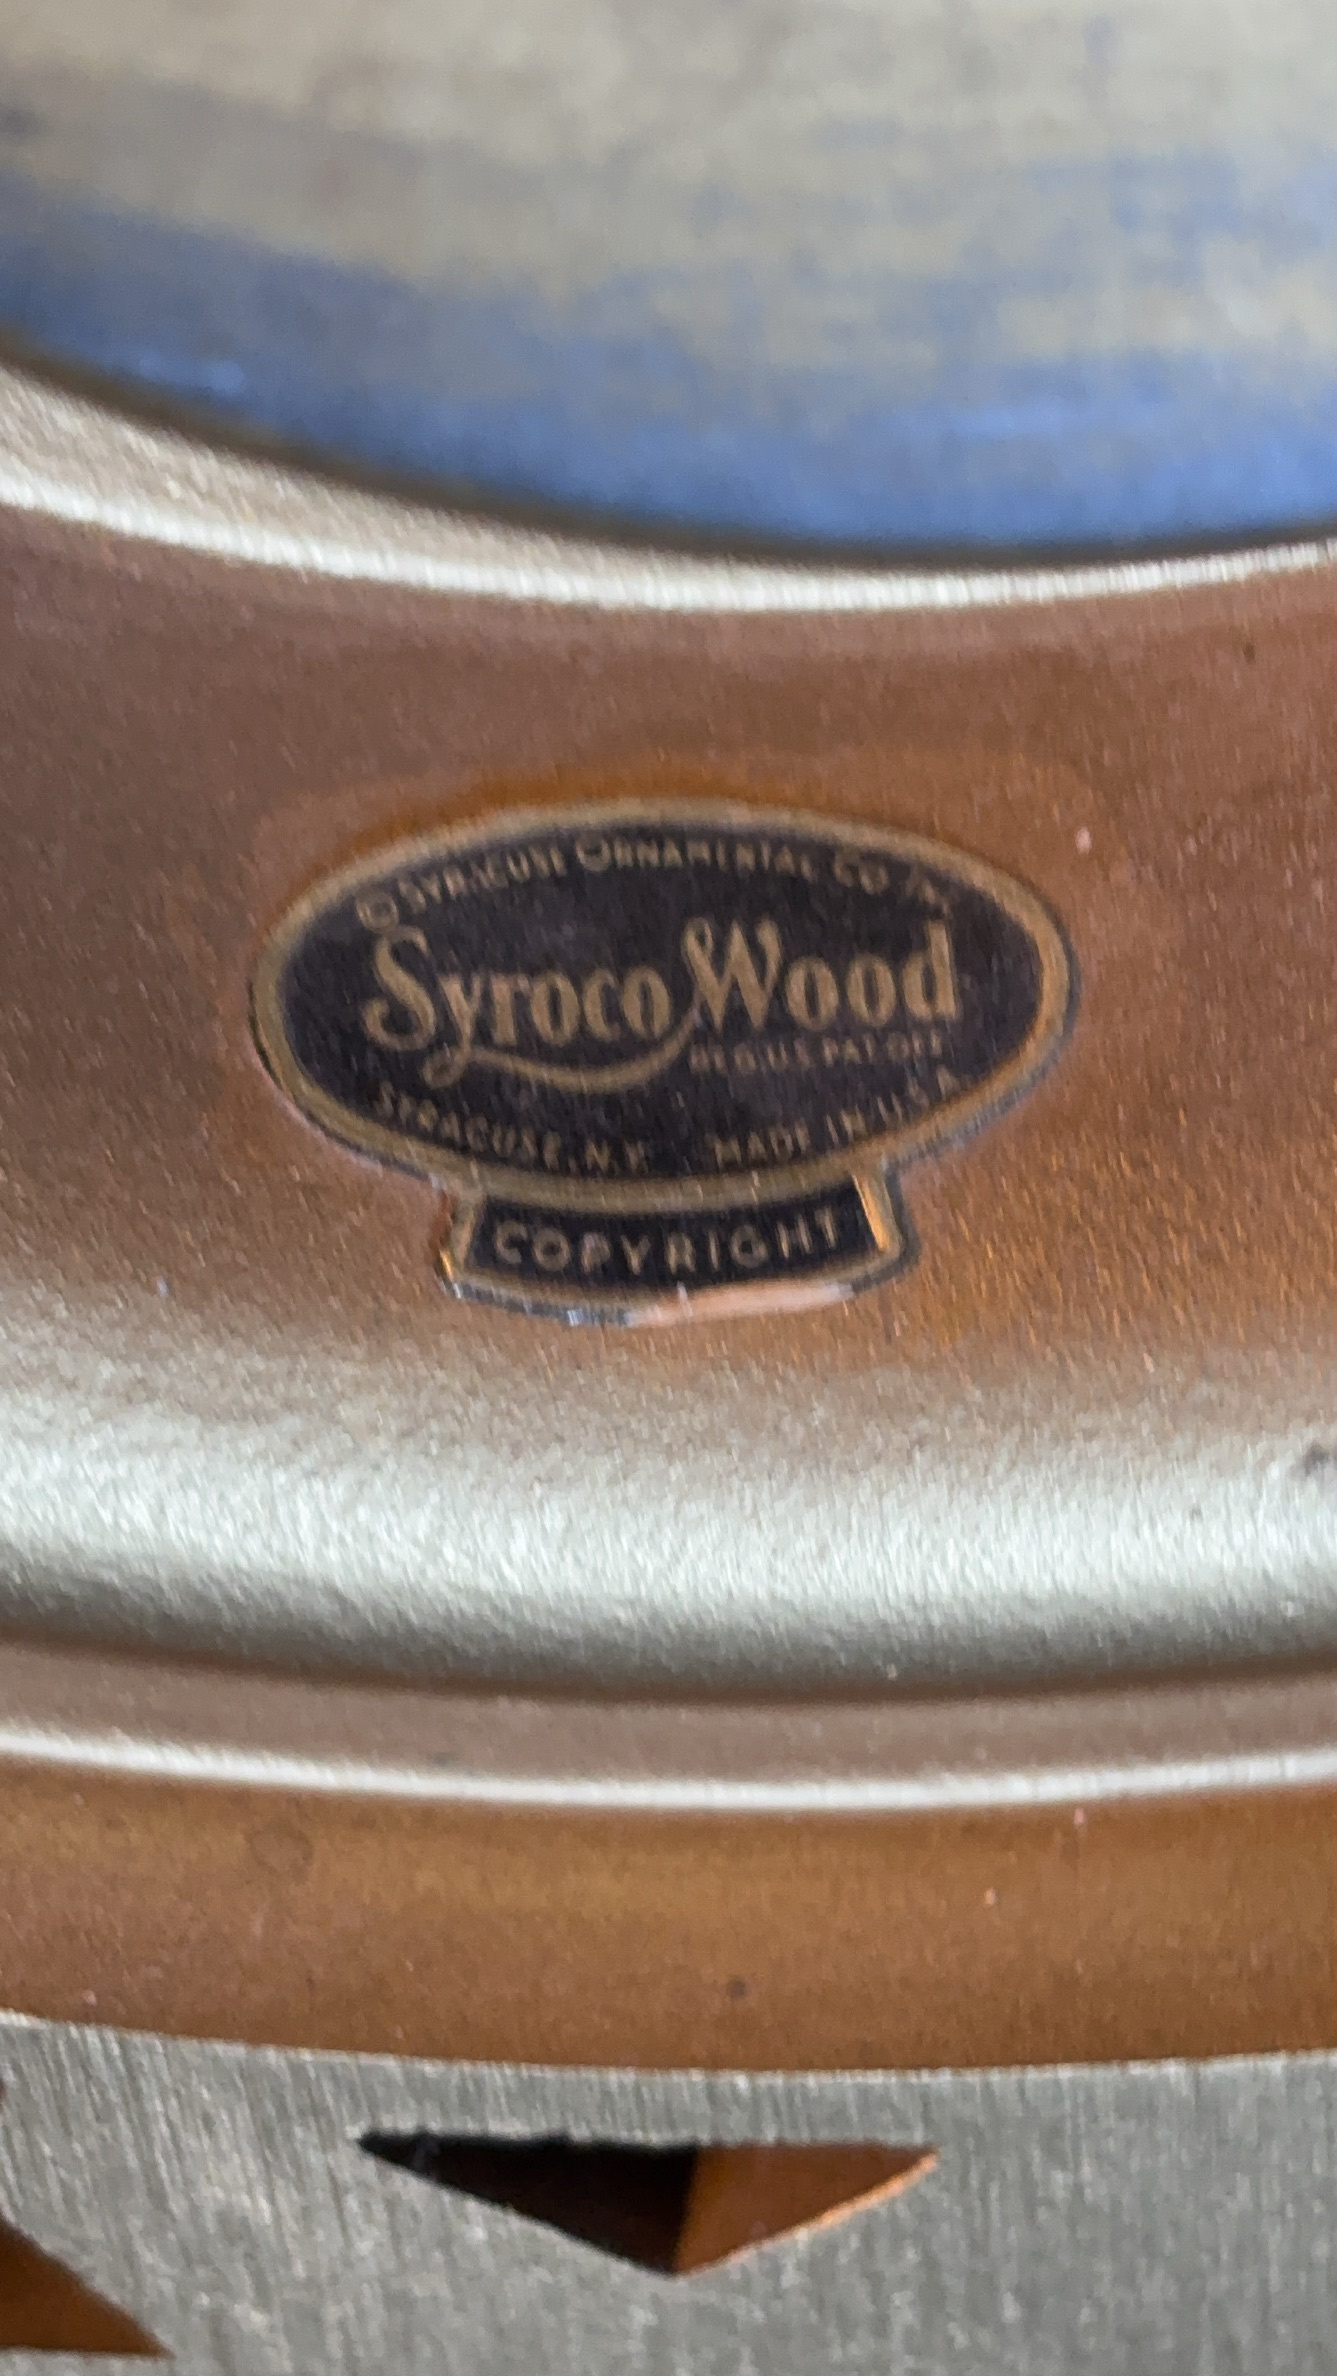 © SYRACUSE ORNAMENTAL CO. INC.
Syroco Wood
REG. U.S. PAT. OFF.
SYRACUSE, N.Y. MADE IN U.S.A.
COPYRIGHT